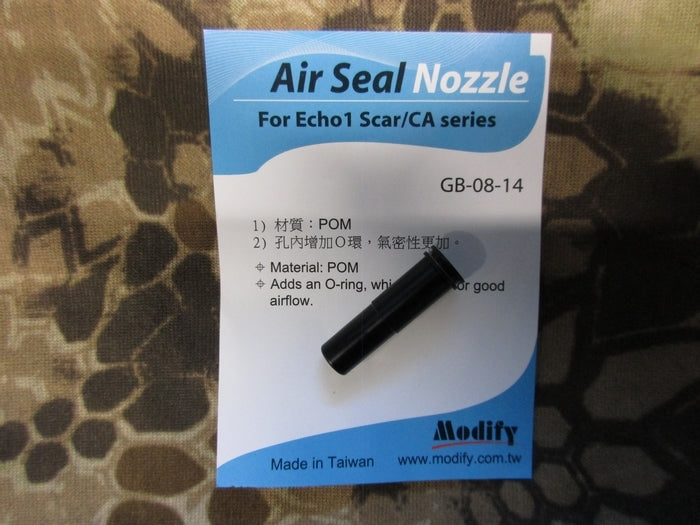 Air Seal Nozzle
For Echo1 Scar/CA series
GB-08-14
1) 材質：POM
2) 孔內增加O環，氣密性更加。
Material: POM
Adds an O-ring, good
airflow.
Modify
Made in Taiwan www.modify.com.tw